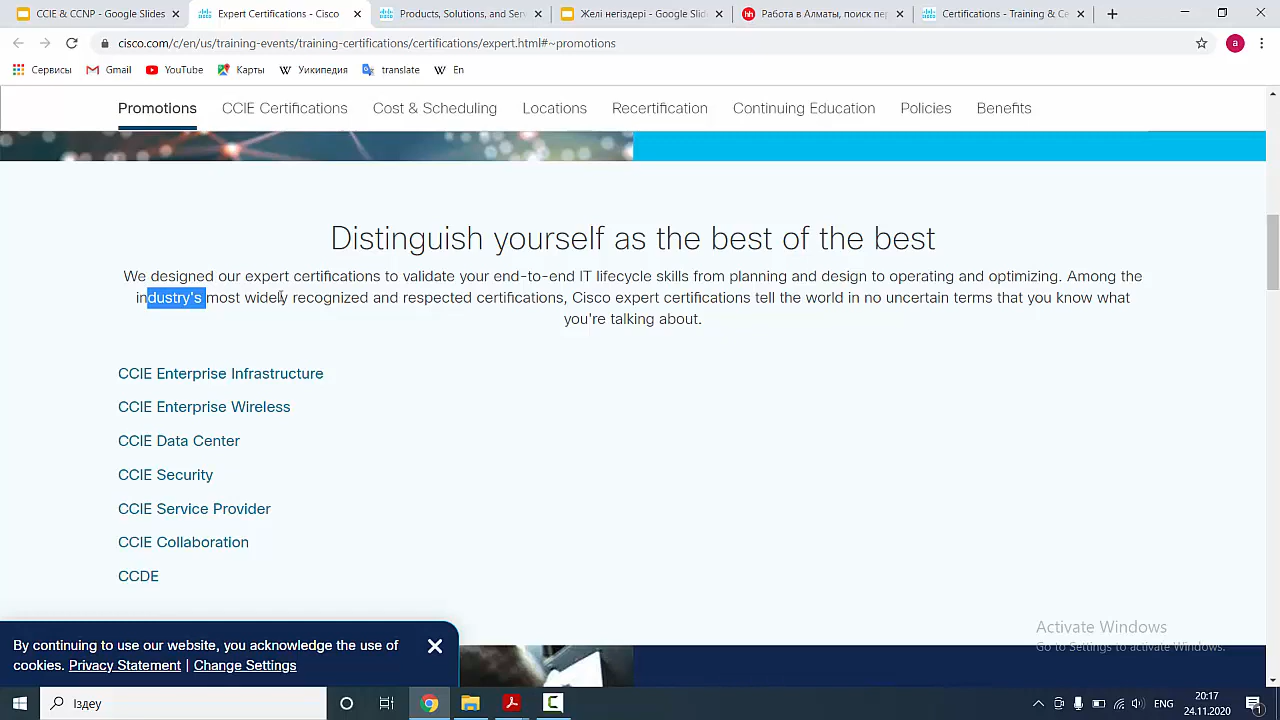 CCIE & CCNP - Google Slides
Expert Certifications - Cisco
Products, Solutions, and Ser
Желі негіздері - Google Slid
Работа в Алматы, поиск пе
Certifications - Training & Ce
cisco.com/c/en/us/training-events/training-certifications/certifications/expert.html#~promotions
a
Сервисы
Gmail
YouTube
Карты
Уикипедия
translate
En
Promotions
CCIE Certifications
Cost & Scheduling
Locations
Recertification
Continuing Education
Policies
Benefits
Distinguish yourself as the best of the best
We designed our expert certifications to validate your end-to-end IT lifecycle skills from planning and design to operating and optimizing. Among the
industry's most widely recognized and respected certifications, Cisco expert certifications tell the world in no uncertain terms that you know what
you're talking about.
CCIE Enterprise Infrastructure
CCIE Enterprise Wireless
CCIE Data Center
CCIE Security
CCIE Service Provider
CCIE Collaboration
CCDE
By continuing to use our website, you acknowledge the use of
cookies. Privacy Statement | Change Settings
Activate Windows
Go to Settings to activate Windows.
Іздеу
ENG
20:17
24.11.2020